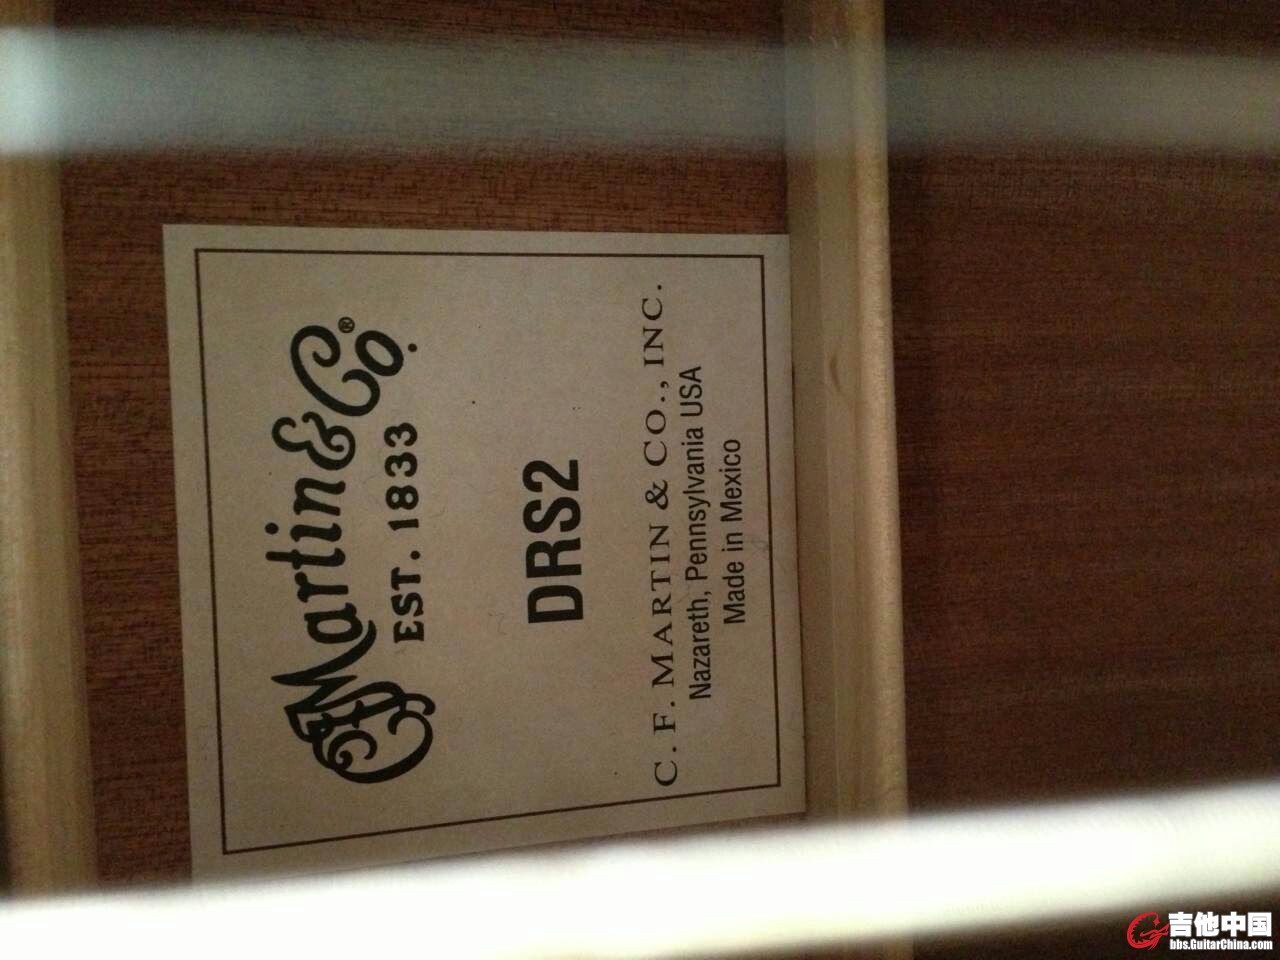 CFMartin & Co.®
EST. 1833
DRS2
C. F. MARTIN & CO., INC.
Nazareth, Pennsylvania USA
Made in Mexico
吉他中国
bbs.GuitarChina.com